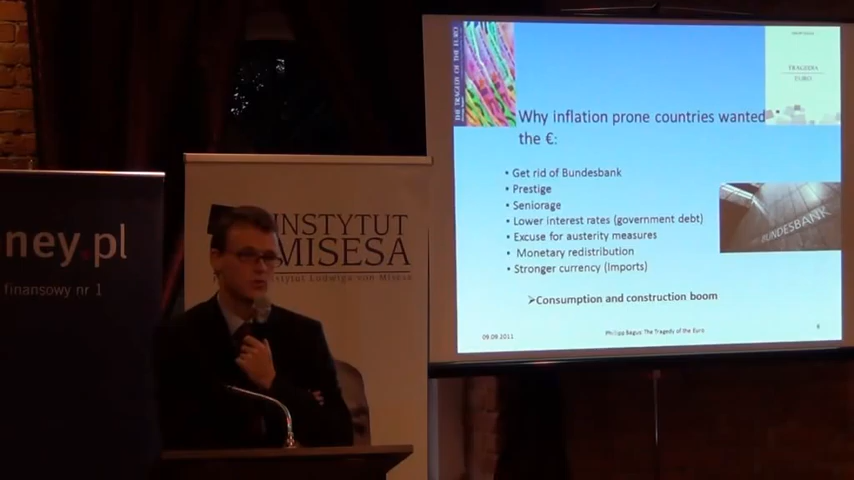 ney.pl
finansowy nr 1
INSTYTUT
MISESA
Instytut Ludwiga von Misesa
THE TRAGEDY OF THE EURO
TRAGEDIA
EURO
Why inflation prone countries wanted
the €:
• Get rid of Bundesbank
• Prestige
• Seniorage
• Lower interest rates (government debt)
• Excuse for austerity measures
• Monetary redistribution
• Stronger currency (Imports)
➢Consumption and construction boom
BUNDESBANK
09.09.2011
Philipp Bagus: The Tragedy of the Euro